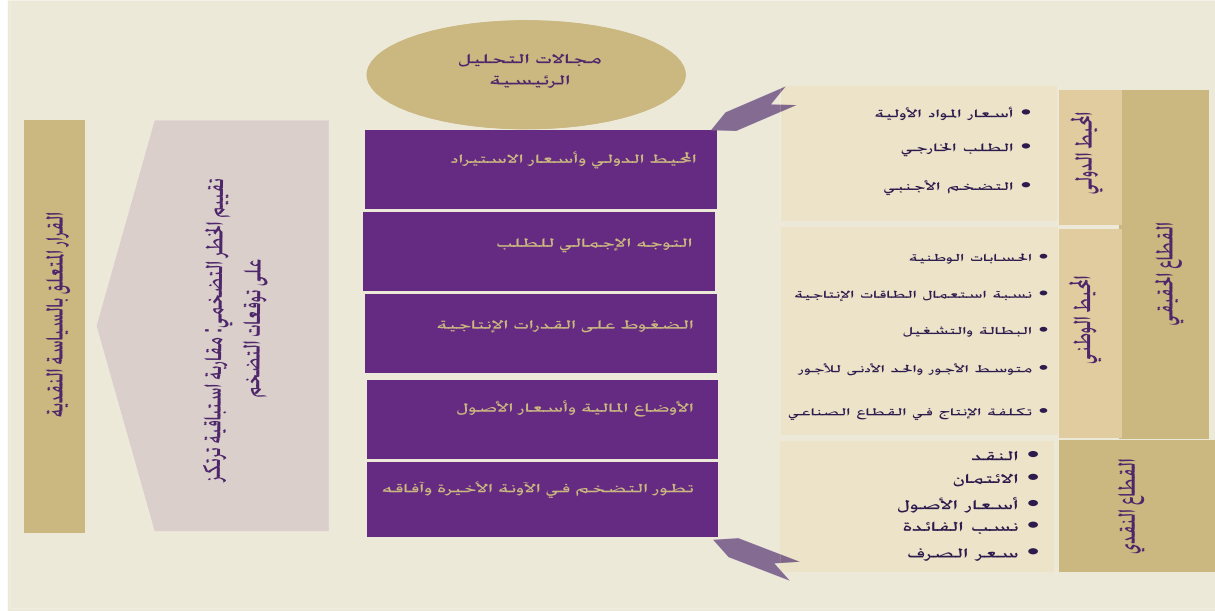 القطاع الحقيقي
المحيط الدولي
• أسعار المواد الأولية
• الطلب الخارجي
• التضخم الأجنبي
المحيط الوطني
• الحسابات الوطنية
• نسبة استعمال الطاقات الإنتاجية
• البطالة والتشغيل
• متوسط الأجور والحد الأدنى للأجور
• تكلفة الإنتاج في القطاع الصناعي
القطاع النقدي
• النقد
• الائتمان
• أسعار الأصول
• نسب الفائدة
• سعر الصرف
مجالات التحليل
الرئيسية
المحيط الدولي وأسعار الاستيراد
التوجه الإجمالي للطلب
الضغوط على القدرات الإنتاجية
الأوضاع المالية وأسعار الأصول
تطور التضخم في الآونة الأخيرة وآفاقه
تقييم الخطر التضخمي: مقاربة استباقية ترتكز
على توقعات التضخم
القرار المتعلق بالسياسة النقدية